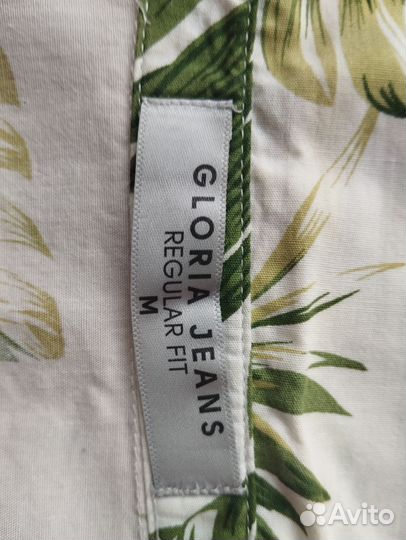 GLORIA JEANS
REGULAR FIT
M
Avito